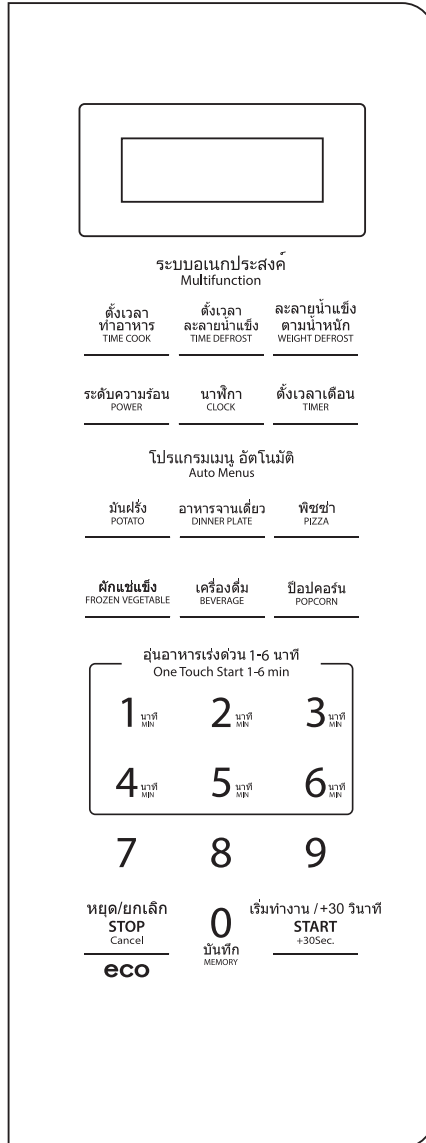 ระบบอเนกประสงค์
Multifunction
ตั้งเวลา
ทำอาหาร
TIME COOK
ตั้งเวลา
ละลายน้ำแข็ง
TIME DEFROST
ละลายน้ำแข็ง
ตามน้ำหนัก
WEIGHT DEFROST
ระดับความร้อน
POWER
นาฬิกา
CLOCK
ตั้งเวลาเตือน
TIMER
โปรแกรมเมนู อัตโนมัติ
Auto Menus
มันฝรั่ง
POTATO
อาหารจานเดี่ยว
DINNER PLATE
พิซซ่า
PIZZA
ผักแช่แข็ง
FROZEN VEGETABLE
เครื่องดื่ม
BEVERAGE
ป๊อปคอร์น
POPCORN
อุ่นอาหารเร่งด่วน 1-6 นาที
One Touch Start 1-6 min
1 นาที MIN
2 นาที MIN
3 นาที MIN
4 นาที MIN
5 นาที MIN
6 นาที MIN
7 8 9
หยุด/ยกเลิก
STOP
Cancel
eco
0
บันทึก
MEMORY
เริ่มทำงาน /+30 วินาที
START
+30Sec.